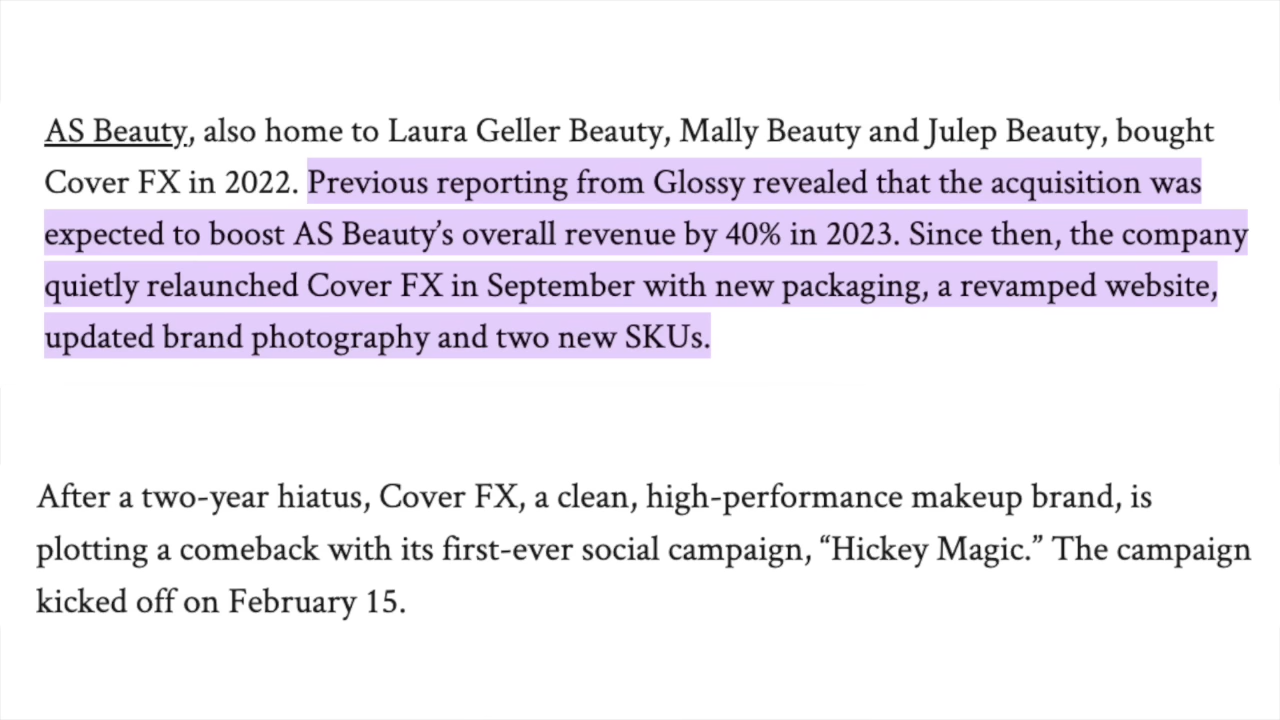 AS Beauty, also home to Laura Geller Beauty, Mally Beauty and Julep Beauty, bought
Cover FX in 2022. Previous reporting from Glossy revealed that the acquisition was
expected to boost AS Beauty’s overall revenue by 40% in 2023. Since then, the company
quietly relaunched Cover FX in September with new packaging, a revamped website,
updated brand photography and two new SKUs.
After a two-year hiatus, Cover FX, a clean, high-performance makeup brand, is
plotting a comeback with its first-ever social campaign, “Hickey Magic.” The campaign
kicked off on February 15.